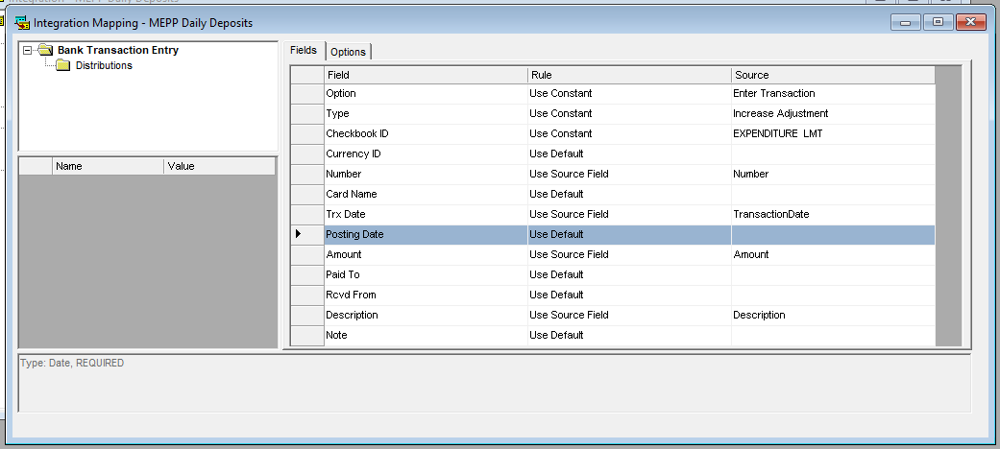 Integration Mapping - MEPP Daily Deposits
Bank Transaction Entry
Distributions
Name Value
Fields Options
Field Rule Source
Option Use Constant Enter Transaction
Type Use Constant Increase Adjustment
Checkbook ID Use Constant EXPENDITURE LMT
Currency ID Use Default
Number Use Source Field Number
Card Name Use Default
Trx Date Use Source Field TransactionDate
Posting Date Use Default
Amount Use Source Field Amount
Paid To Use Default
Rcvd From Use Default
Description Use Source Field Description
Note Use Default
Type: Date, REQUIRED